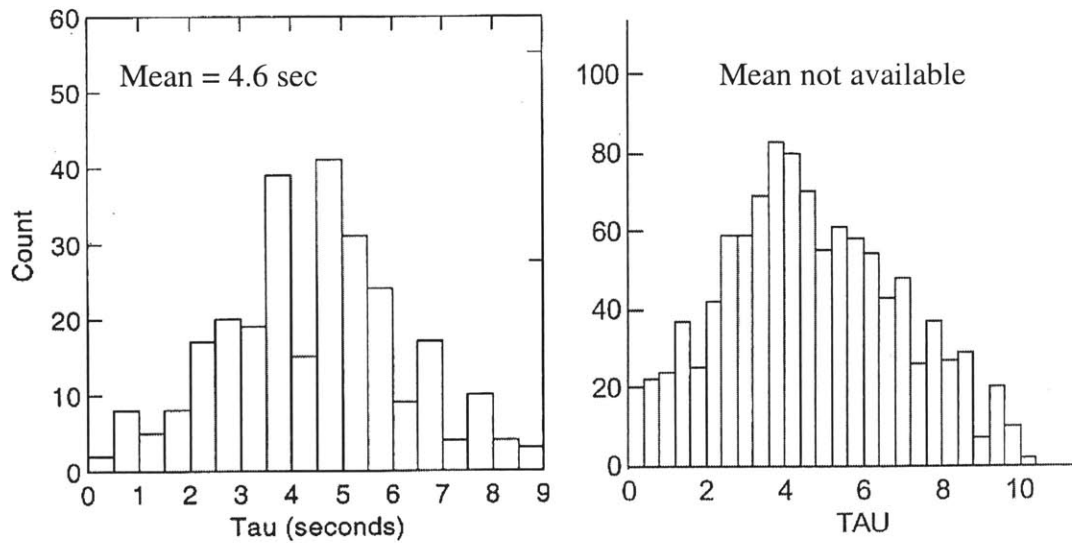 60
50
40
30
20
10
0
Count
Mean = 4.6 sec
0 1 2 3 4 5 6 7 8 9
Tau (seconds)
100
80
60
40
20
0
Mean not available
0 2 4 6 8 10
TAU